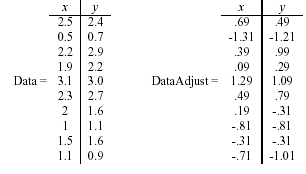 x y x y
2.5 2.4 .69 .49
0.5 0.7 -1.31 -1.21
2.2 2.9 .39 .99
1.9 2.2 .09 .29
Data = 3.1 3.0 DataAdjust = 1.29 1.09
2.3 2.7 .49 .79
2 1.6 .19 -.31
1 1.1 -.81 -.81
1.5 1.6 -.31 -.31
1.1 0.9 -.71 -1.01